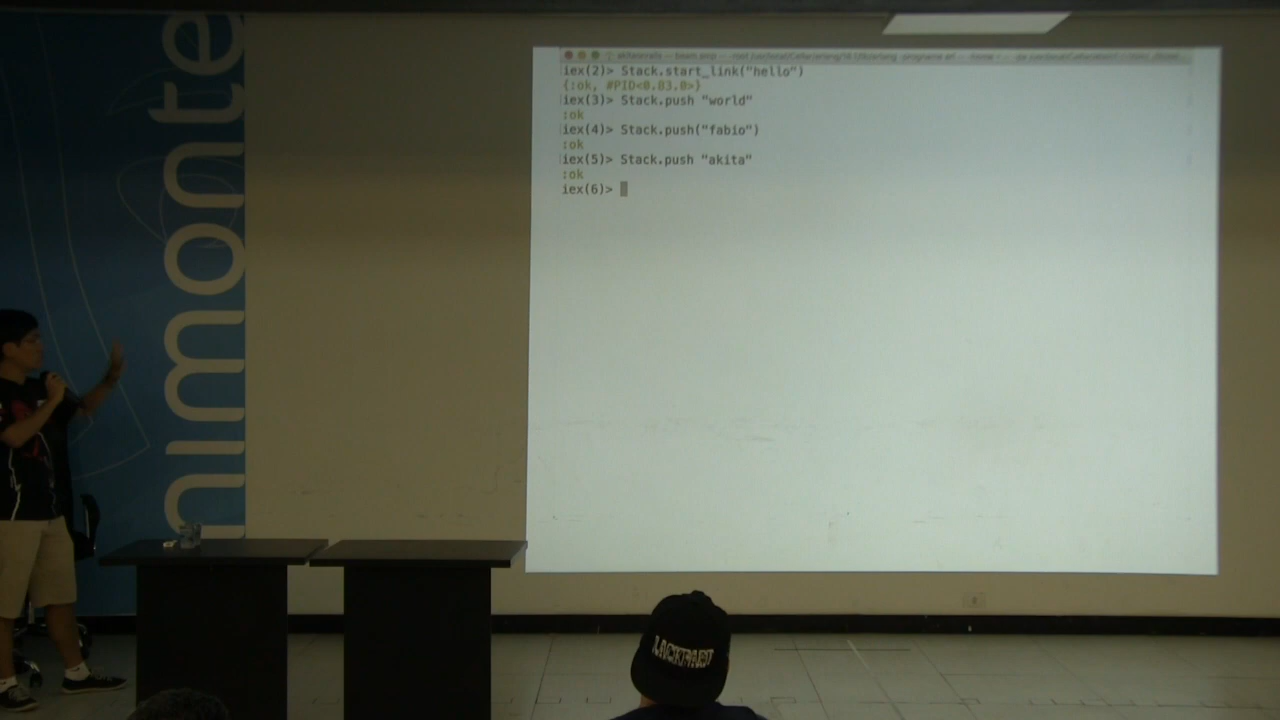 iex(2)> Stack.start_link("hello")
{:ok, #PID<0.83.0>}
iex(3)> Stack.push "world"
:ok
iex(4)> Stack.push("fabio")
:ok
iex(5)> Stack.push "akita"
:ok
iex(6)>
nimonte